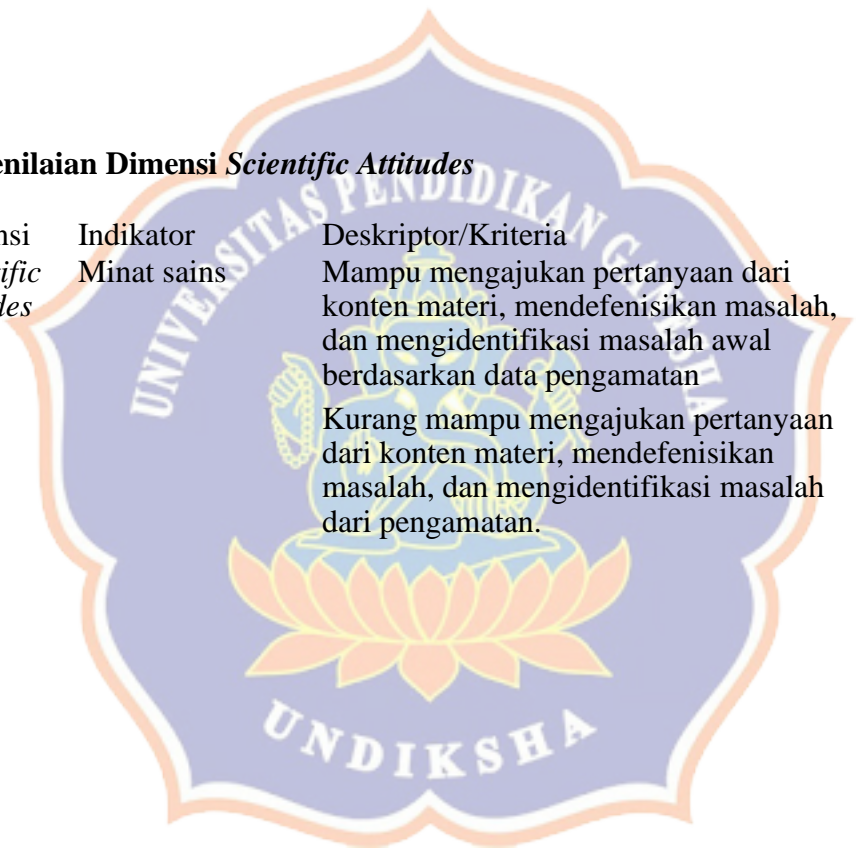 enilaian Dimensi Scientific Attitudes
nsi Indikator Deskriptor/Kriteria
ific Minat sains Mampu mengajukan pertanyaan dari
des konten materi, mendefenisikan masalah,
dan mengidentifikasi masalah awal
berdasarkan data pengamatan
Kurang mampu mengajukan pertanyaan
dari konten materi, mendefenisikan
masalah, dan mengidentifikasi masalah
dari pengamatan.
UNIVERSITAS PENDIDIKAN GANESHA
UNDIKSHA